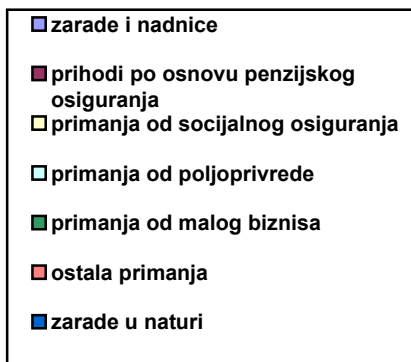 zarade i nadnice
prihodi po osnovu penzijskog
osiguranja
primanja od socijalnog osiguranja
primanja od poljoprivrede
primanja od malog biznisa
ostala primanja
zarade u naturi